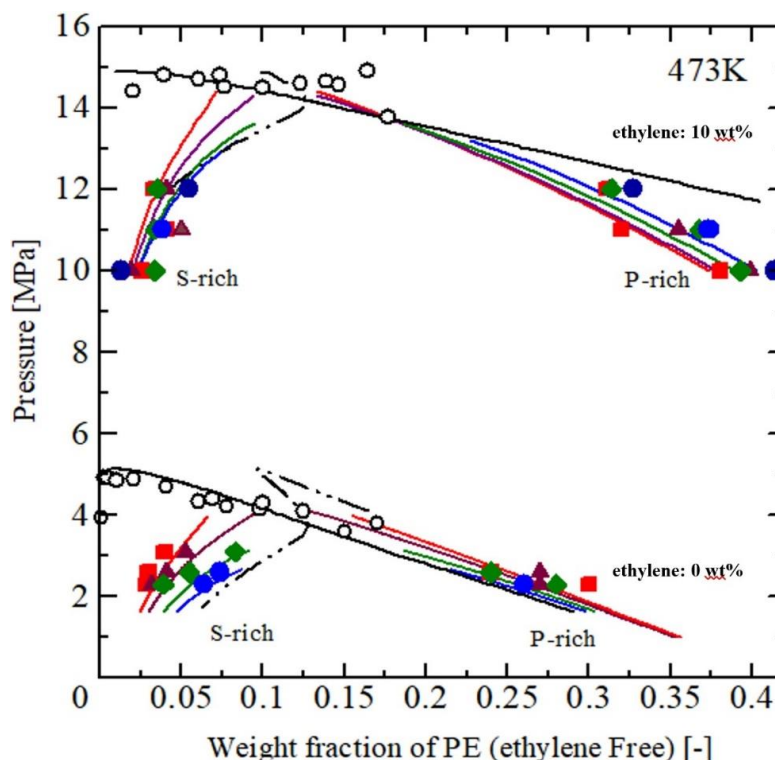 16
473K
14
ethylene: 10 wt%
12
10
S-rich
P-rich
Pressure [MPa]
8
6
4
ethylene: 0 wt%
2
S-rich
P-rich
0
0 0.05 0.1 0.15 0.2 0.25 0.3 0.35 0.4
Weight fraction of PE (ethylene Free) [-]